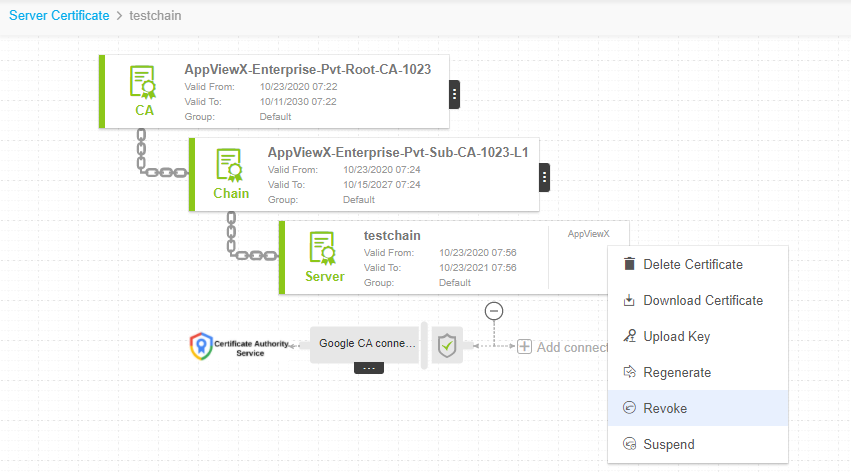 Server Certificate > testchain
AppViewX-Enterprise-Pvt-Root-CA-1023
Valid From: 10/23/2020 07:22
Valid To: 10/11/2030 07:22
Group: Default
CA
AppViewX-Enterprise-Pvt-Sub-CA-1023-L1
Valid From: 10/23/2020 07:24
Valid To: 10/15/2027 07:24
Group: Default
Chain
testchain
Valid From: 10/23/2020 07:56
Valid To: 10/23/2021 07:56
Group: Default
Server
AppViewX
Delete Certificate
Download Certificate
Upload Key
Regenerate
Revoke
Suspend
Certificate Authority
Service
Google CA conne...
Add connect